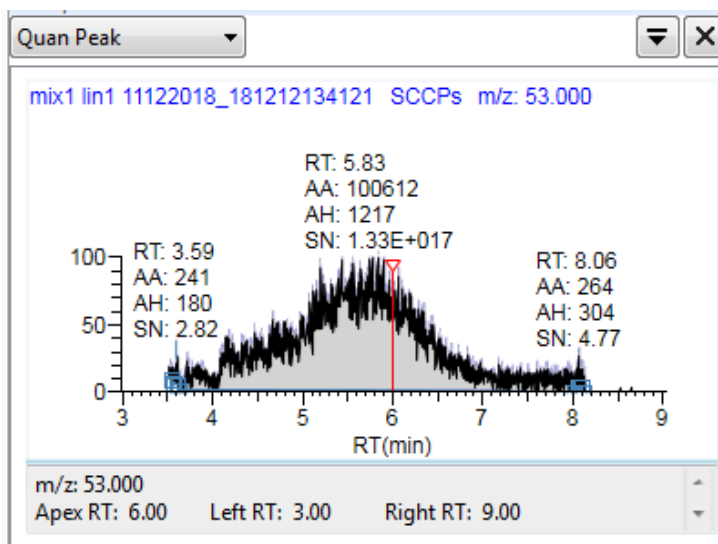 Quan Peak
mix1 lin1 11122018_181212134121 SCCPs m/z: 53.000
RT: 5.83
AA: 100612
AH: 1217
SN: 1.33E+017
RT: 3.59
AA: 241
AH: 180
SN: 2.82
RT: 8.06
AA: 264
AH: 304
SN: 4.77
100
50
0
3 4 5 6 7 8 9
RT(min)
m/z: 53.000
Apex RT: 6.00 Left RT: 3.00 Right RT: 9.00